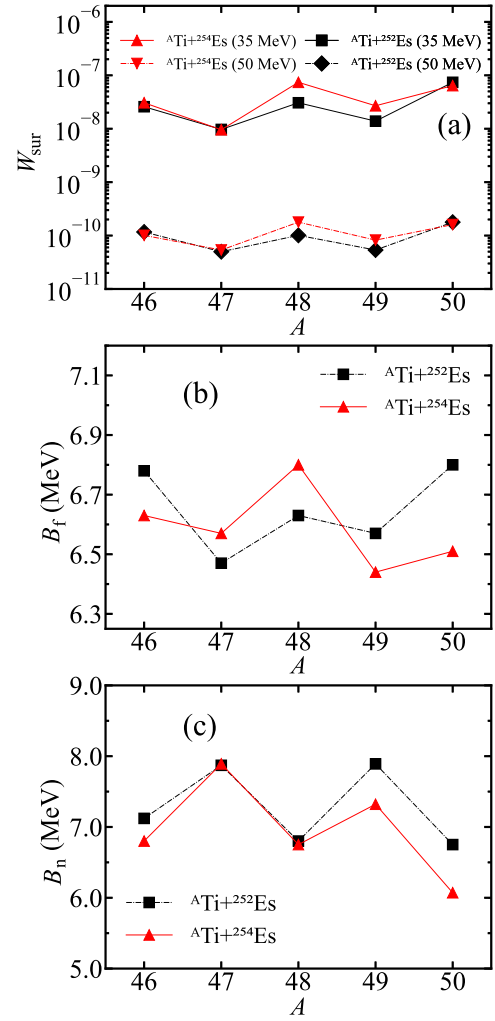 10⁻⁶
ᴬTi+²⁵⁴Es (35 MeV) ᴬTi+²⁵²Es (35 MeV)
10⁻⁷
ᴬTi+²⁵⁴Es (50 MeV) ᴬTi+²⁵²Es (50 MeV)
10⁻⁸
(a)
W_sur
10⁻⁹
10⁻¹⁰
10⁻¹¹
46 47 48 49 50
A
7.1
(b)
ᴬTi+²⁵²Es
ᴬTi+²⁵⁴Es
6.9
B_f (MeV)
6.7
6.5
6.3
46 47 48 49 50
A
9.0
(c)
8.0
B_n (MeV)
7.0
6.0
ᴬTi+²⁵²Es
ᴬTi+²⁵⁴Es
5.0
46 47 48 49 50
A